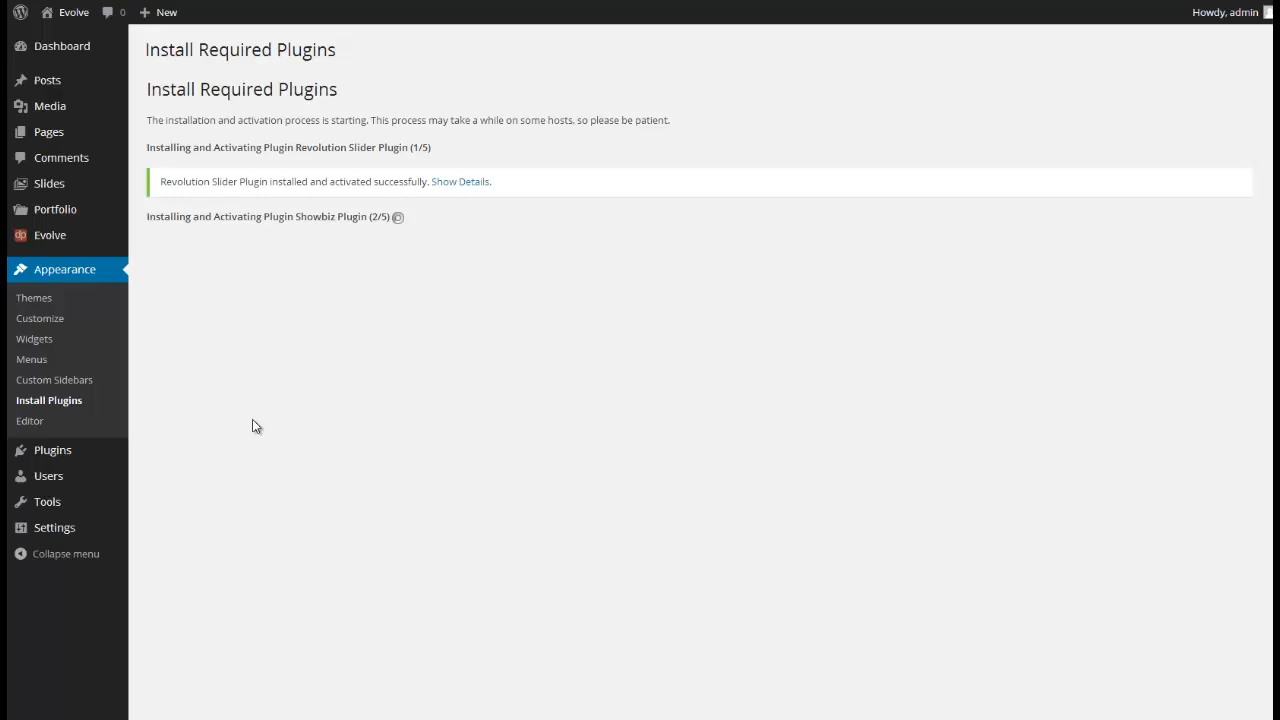 Evolve 0 New Howdy, admin
Dashboard
Posts
Media
Pages
Comments
Slides
Portfolio
dp Evolve
Appearance
Themes
Customize
Widgets
Menus
Custom Sidebars
Install Plugins
Editor
Plugins
Users
Tools
Settings
Collapse menu
Install Required Plugins
Install Required Plugins
The installation and activation process is starting. This process may take a while on some hosts, so please be patient.
Installing and Activating Plugin Revolution Slider Plugin (1/5)
Revolution Slider Plugin installed and activated successfully. Show Details.
Installing and Activating Plugin Showbiz Plugin (2/5)